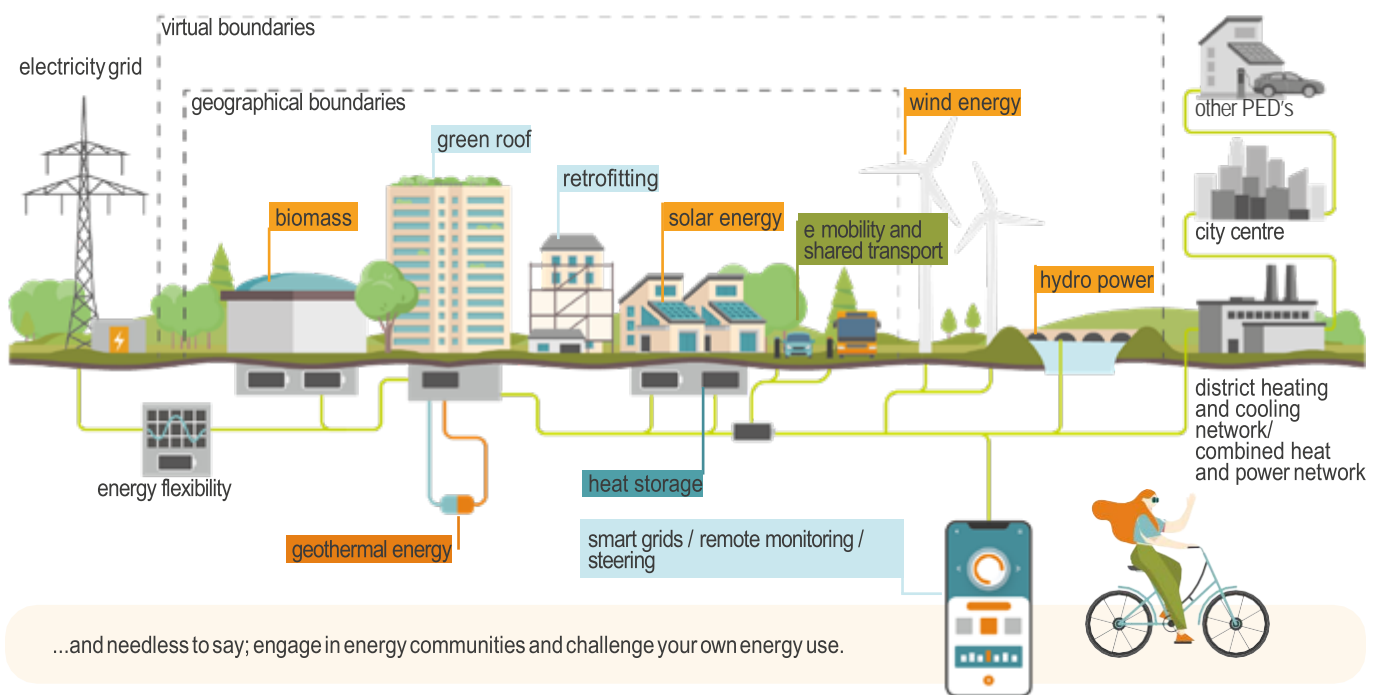 virtual boundaries
electricity grid
geographical boundaries
wind energy
other PED's
green roof
retrofitting
biomass
solar energy
e mobility and
shared transport
city centre
hydro power
district heating
and cooling
network/
combined heat
and power network
energy flexibility
heat storage
geothermal energy
smart grids / remote monitoring /
steering
...and needless to say; engage in energy communities and challenge your own energy use.